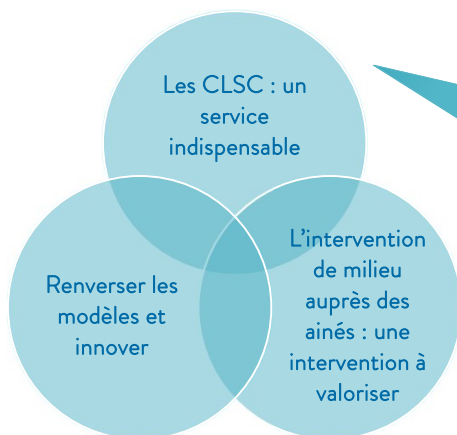 Les CLSC : un
service
indispensable
Renverser les
modèles et
innover
L'intervention
de milieu
auprès des
ainés : une
intervention à
valoriser